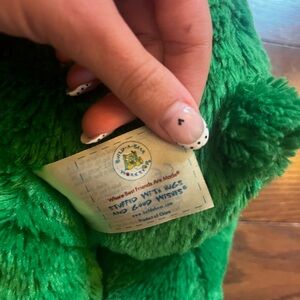 BUILD-A-BEAR
WORKSHOP
Where Best Friends Are Made®
STUFFED WITH HUGS
AND GOOD WISHES®
www.buildabear.com
Product of China